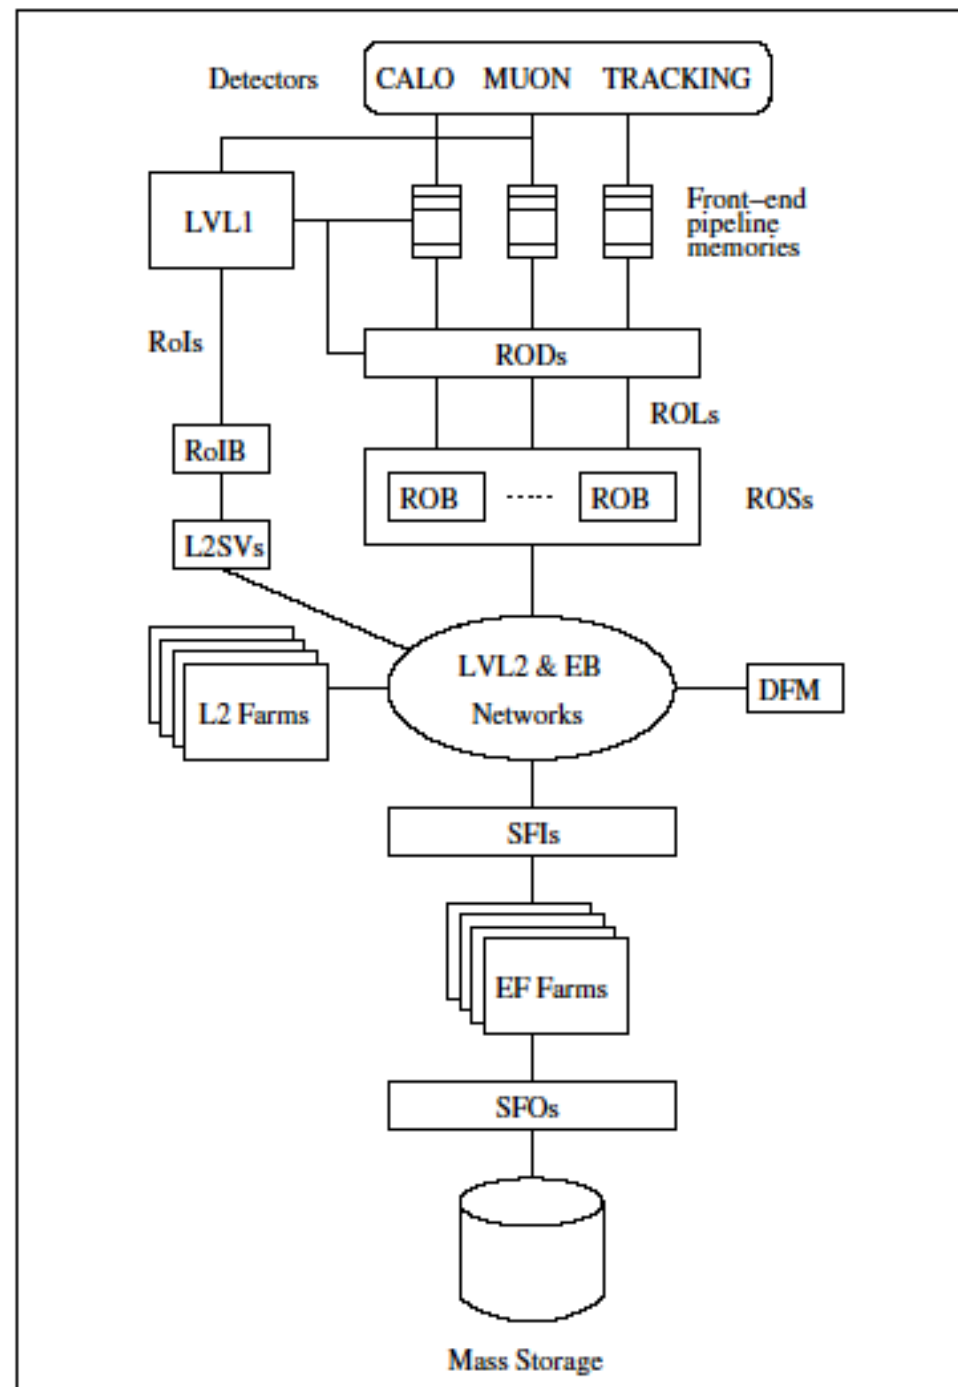 Detectors CALO MUON TRACKING
LVL1
Front-end
pipeline
memories
RoIs
RODs
ROLs
RoIB
ROB ROB
ROSs
L2SVs
LVL2 & EB
Networks
DFM
L2 Farms
SFIs
EF Farms
SFOs
Mass Storage